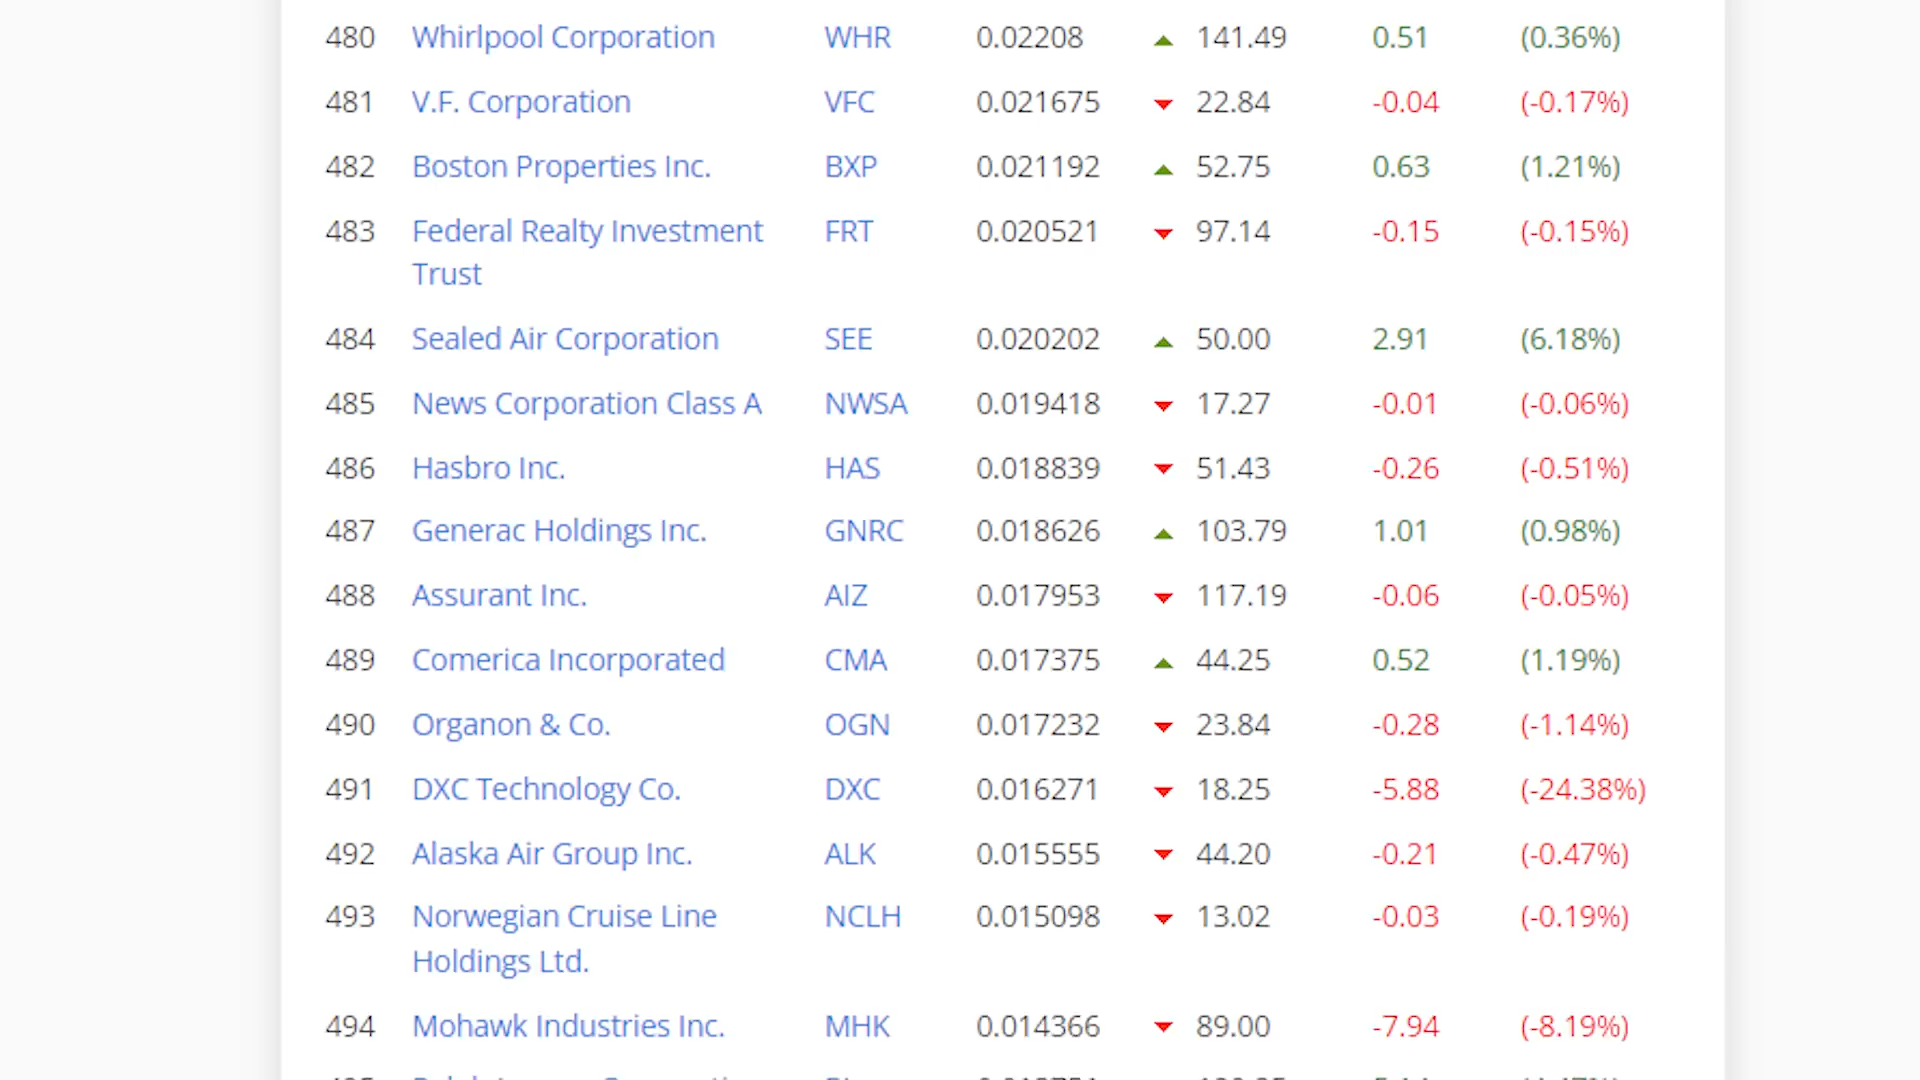 480 Whirlpool Corporation WHR 0.02208 141.49 0.51 (0.36%)
481 V.F. Corporation VFC 0.021675 22.84 -0.04 (-0.17%)
482 Boston Properties Inc. BXP 0.021192 52.75 0.63 (1.21%)
483 Federal Realty Investment FRT 0.020521 97.14 -0.15 (-0.15%)
Trust
484 Sealed Air Corporation SEE 0.020202 50.00 2.91 (6.18%)
485 News Corporation Class A NWSA 0.019418 17.27 -0.01 (-0.06%)
486 Hasbro Inc. HAS 0.018839 51.43 -0.26 (-0.51%)
487 Generac Holdings Inc. GNRC 0.018626 103.79 1.01 (0.98%)
488 Assurant Inc. AIZ 0.017953 117.19 -0.06 (-0.05%)
489 Comerica Incorporated CMA 0.017375 44.25 0.52 (1.19%)
490 Organon & Co. OGN 0.017232 23.84 -0.28 (-1.14%)
491 DXC Technology Co. DXC 0.016271 18.25 -5.88 (-24.38%)
492 Alaska Air Group Inc. ALK 0.015555 44.20 -0.21 (-0.47%)
493 Norwegian Cruise Line NCLH 0.015098 13.02 -0.03 (-0.19%)
Holdings Ltd.
494 Mohawk Industries Inc. MHK 0.014366 89.00 -7.94 (-8.19%)